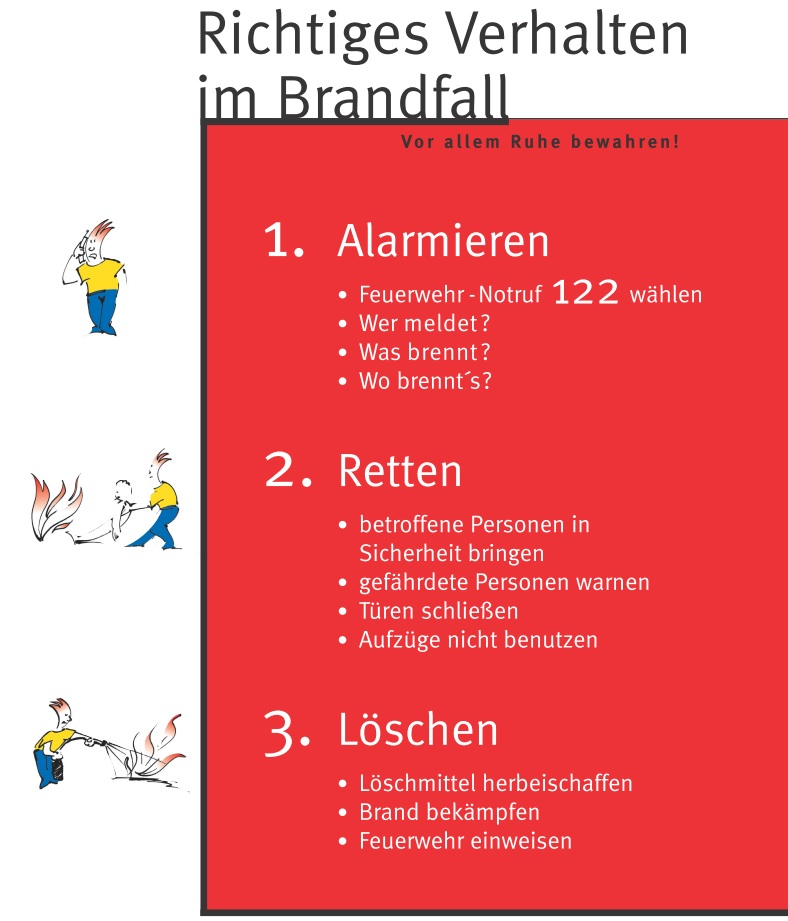 Richtiges Verhalten
im Brandfall
Vor allem Ruhe bewahren!
1. Alarmieren
• Feuerwehr-Notruf 122 wählen
• Wer meldet?
• Was brennt?
• Wo brennt´s?
2. Retten
• betroffene Personen in
Sicherheit bringen
• gefährdete Personen warnen
• Türen schließen
• Aufzüge nicht benutzen
3. Löschen
• Löschmittel herbeischaffen
• Brand bekämpfen
• Feuerwehr einweisen